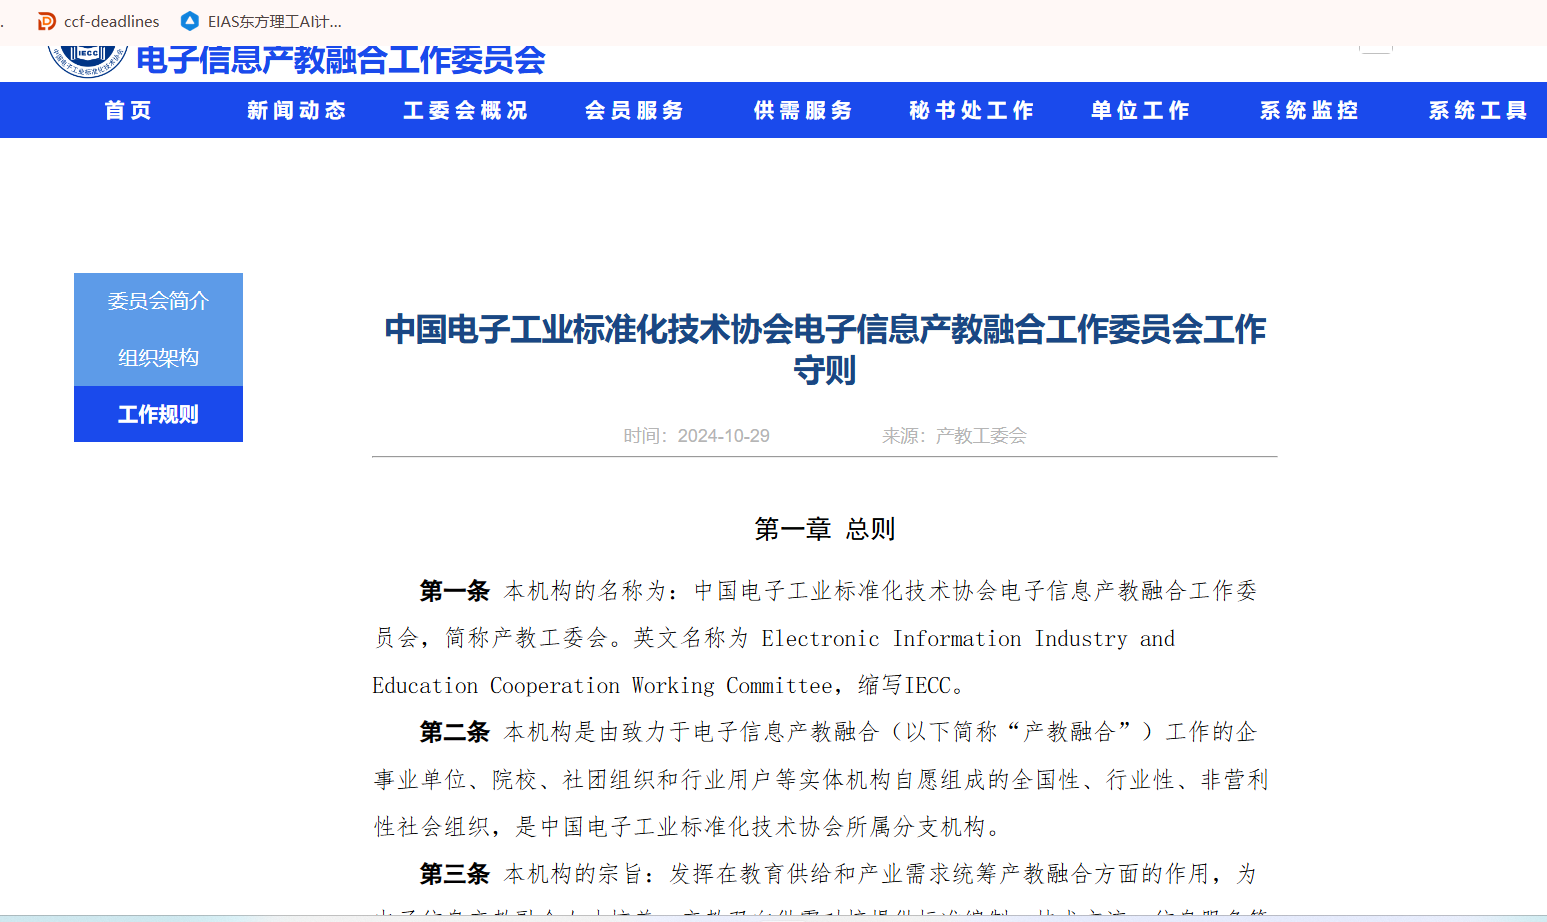 ccf-deadlines EIAS东方理工AI计...
IECC 电子信息产教融合工作委员会
首页 新闻动态 工委会概况 会员服务 供需服务 秘书处工作 单位工作 系统监控 系统工具
委员会简介
组织架构
工作规则
中国电子工业标准化技术协会电子信息产教融合工作委员会工作
守则
时间：2024-10-29 来源：产教工委会
第一章 总则
第一条 本机构的名称为：中国电子工业标准化技术协会电子信息产教融合工作委
员会，简称产教工委会。英文名称为 Electronic Information Industry and
Education Cooperation Working Committee，缩写IECC。
第二条 本机构是由致力于电子信息产教融合（以下简称“产教融合”）工作的企
事业单位、院校、社团组织和行业用户等实体机构自愿组成的全国性、行业性、非营利
性社会组织，是中国电子工业标准化技术协会所属分支机构。
第三条 本机构的宗旨：发挥在教育供给和产业需求统筹产教融合方面的作用，为